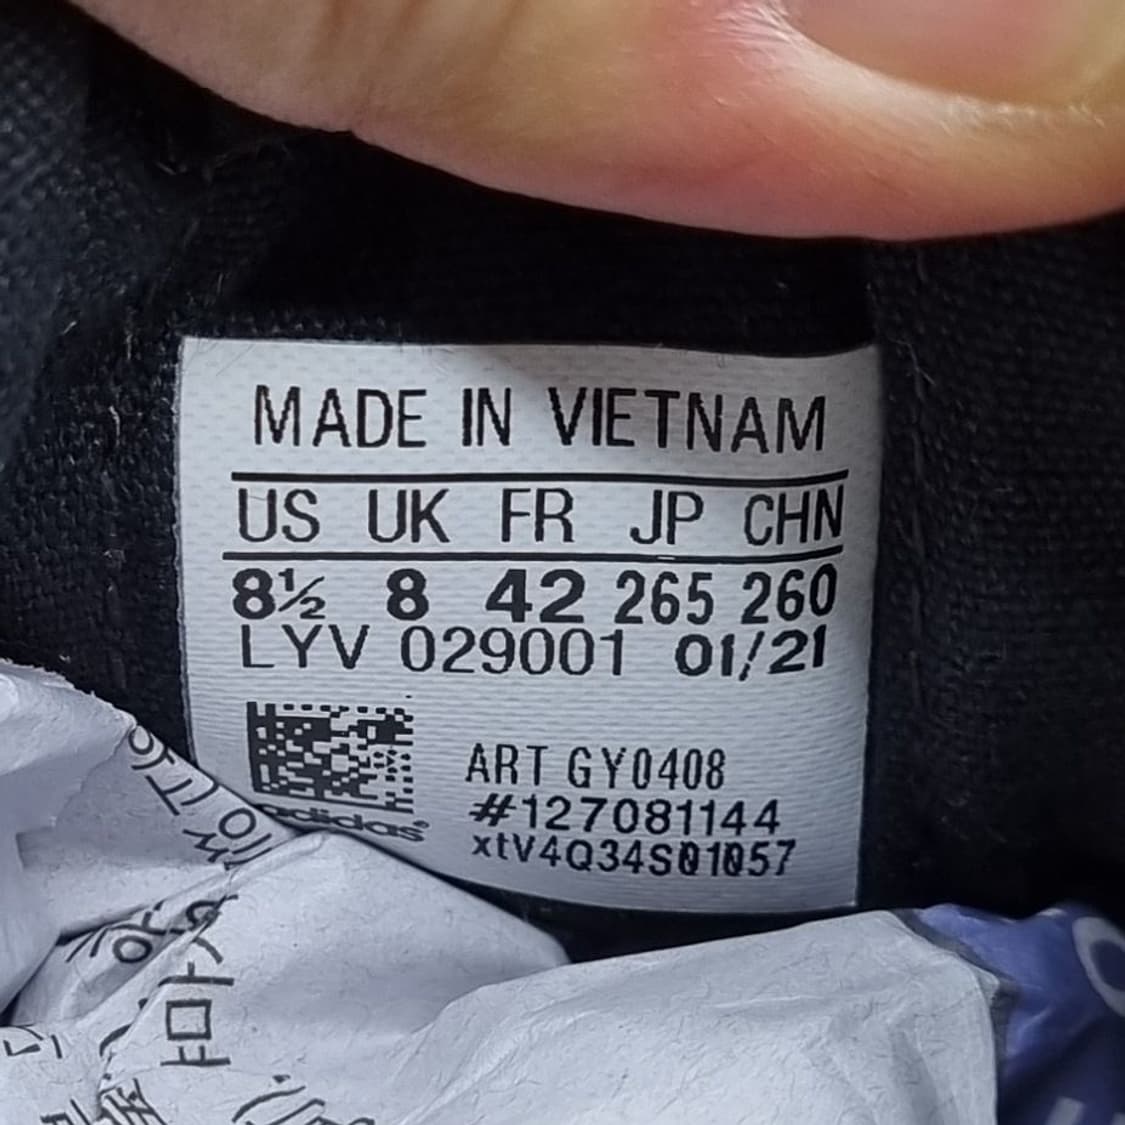 MADE IN VIETNAM
US UK FR JP CHN
8½ 8 42 265 260
LYV 029001 01/21
ART GY0408
#127081144
adidas
xtV4Q34S01057